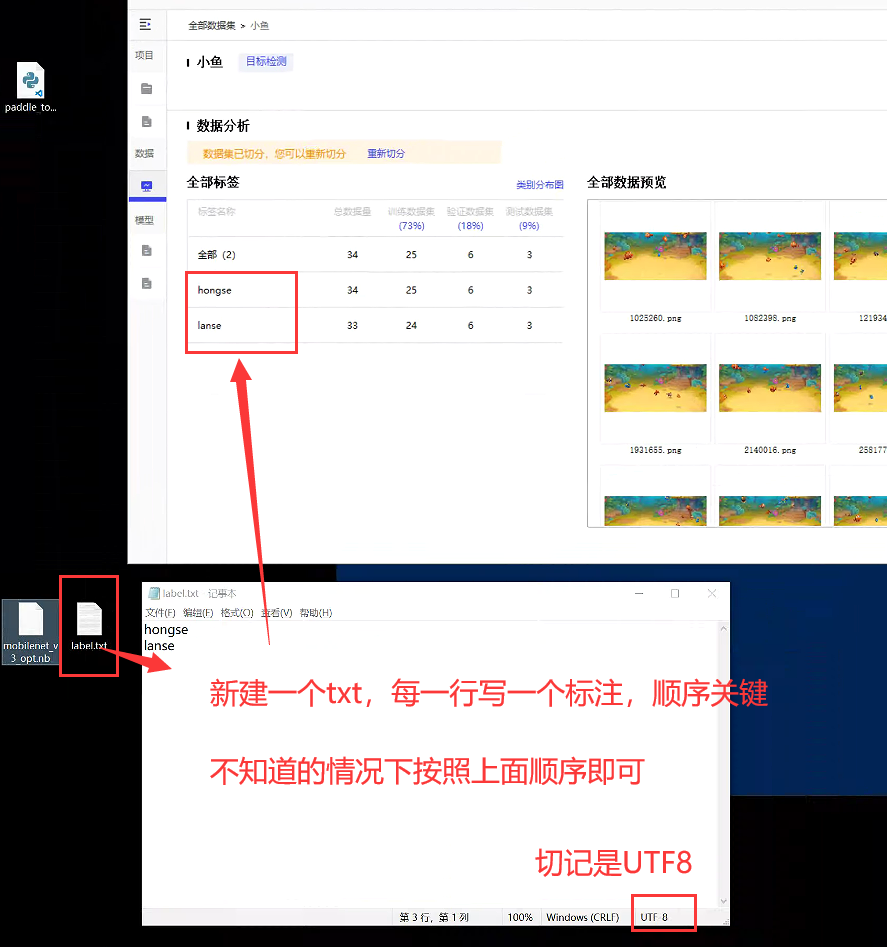 全部数据集 > 小鱼
项目
小鱼 目标检测
paddle_to...
数据分析
数据
数据集已切分，您可以重新切分 重新切分
全部标签 类别分布图 全部数据预览
模型
标签名称 总数据量 训练数据集 验证数据集 测试数据集
(73%) (18%) (9%)
全部（2） 34 25 6 3
hongse 34 25 6 3
lanse 33 24 6 3
1025260.png 1082398.png 121934
1931655.png 2140016.png 258177
label.txt 记事本
文件(F) 编辑(E) 格式(O) 查看(V) 帮助(H)
hongse
lanse
mobilenet_v
3_opt.nb
label.txt
新建一个txt，每一行写一个标注，顺序关键
不知道的情况下按照上面顺序即可
切记是UTF8
第 3 行，第 1 列 100% Windows (CRLF) UTF-8